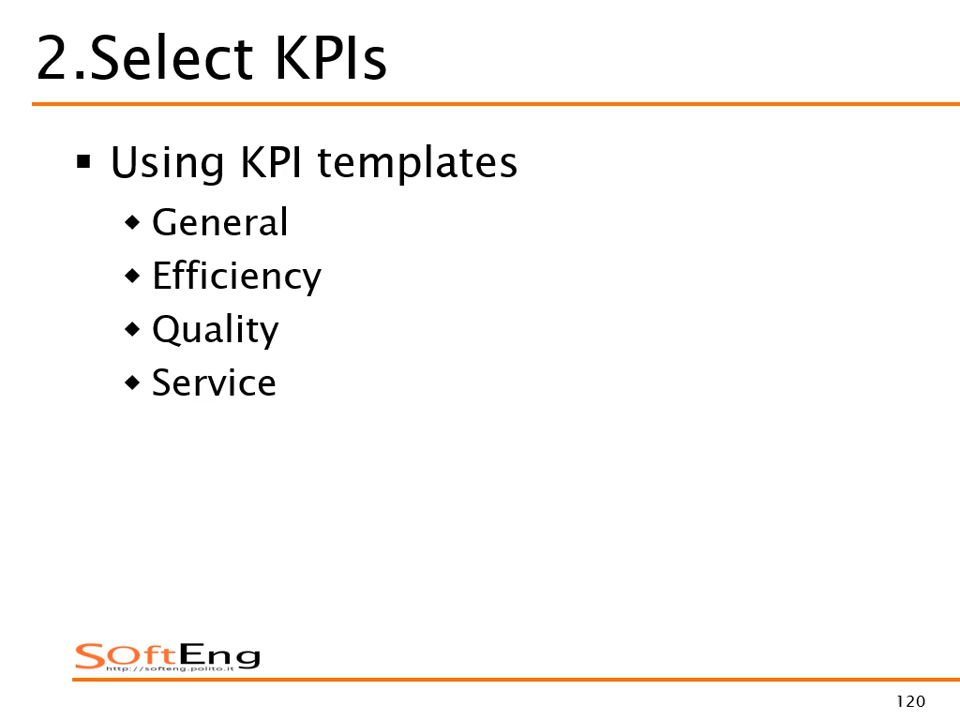 2.Select KPIs
▪ Using KPI templates
◆ General
◆ Efficiency
◆ Quality
◆ Service
SOftEng
http://softeng.polito.it
120